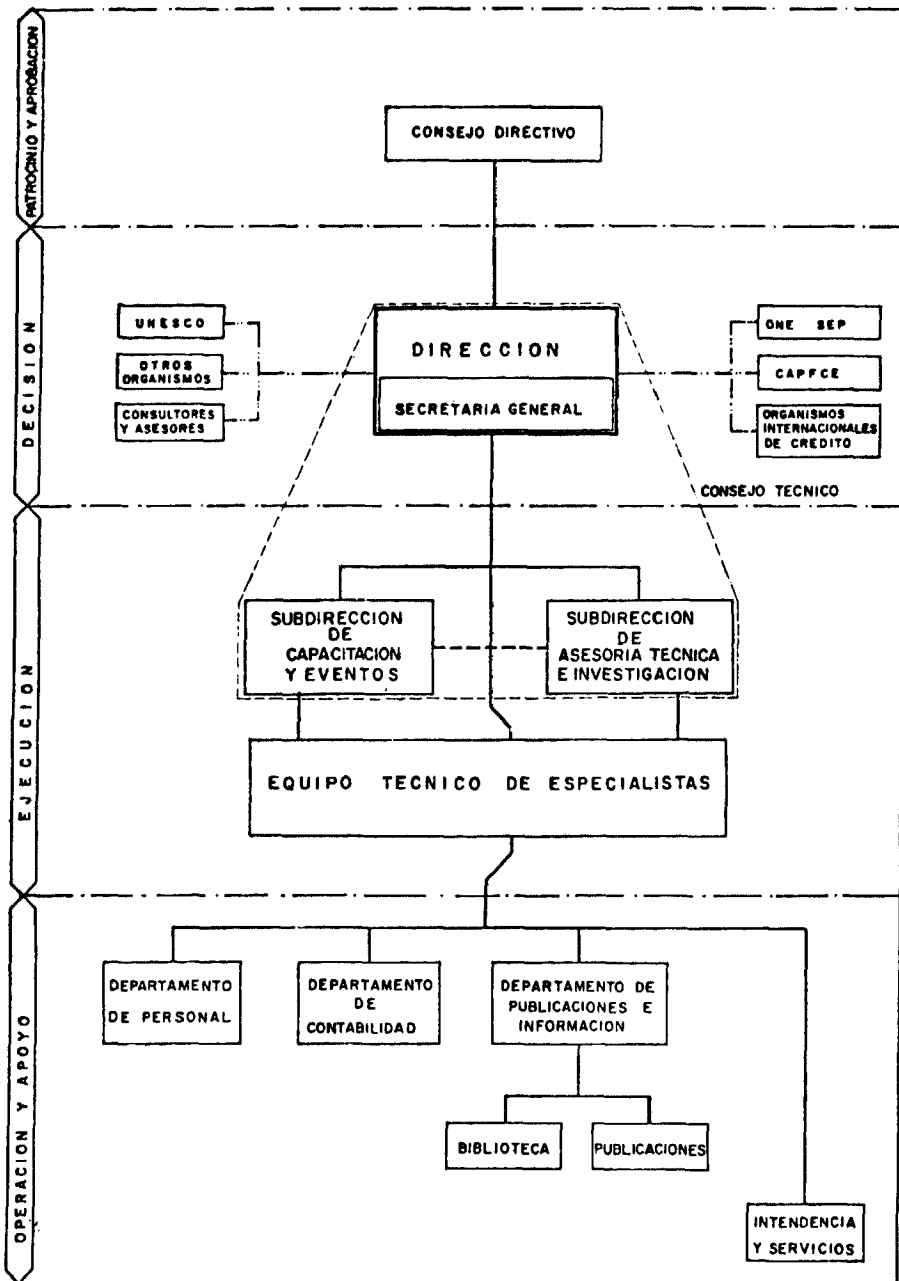 PATROCINIO Y APROBACION
CONSEJO DIRECTIVO
DECISION
UNESCO
OTROS
ORGANISMOS
CONSULTORES
Y ASESORES
DIRECCION
SECRETARIA GENERAL
ONE SEP
CAPFCE
ORGANISMOS
INTERNACIONALES
DE CREDITO
CONSEJO TECNICO
EJECUCION
SUBDIRECCION
DE
CAPACITACION
Y EVENTOS
SUBDIRECCION
DE
ASESORIA TECNICA
E INVESTIGACION
EQUIPO TECNICO DE ESPECIALISTAS
OPERACION Y APOYO
DEPARTAMENTO
DE PERSONAL
DEPARTAMENTO
DE
CONTABILIDAD
DEPARTAMENTO DE
PUBLICACIONES E
INFORMACION
BIBLIOTECA
PUBLICACIONES
INTENDENCIA
Y SERVICIOS